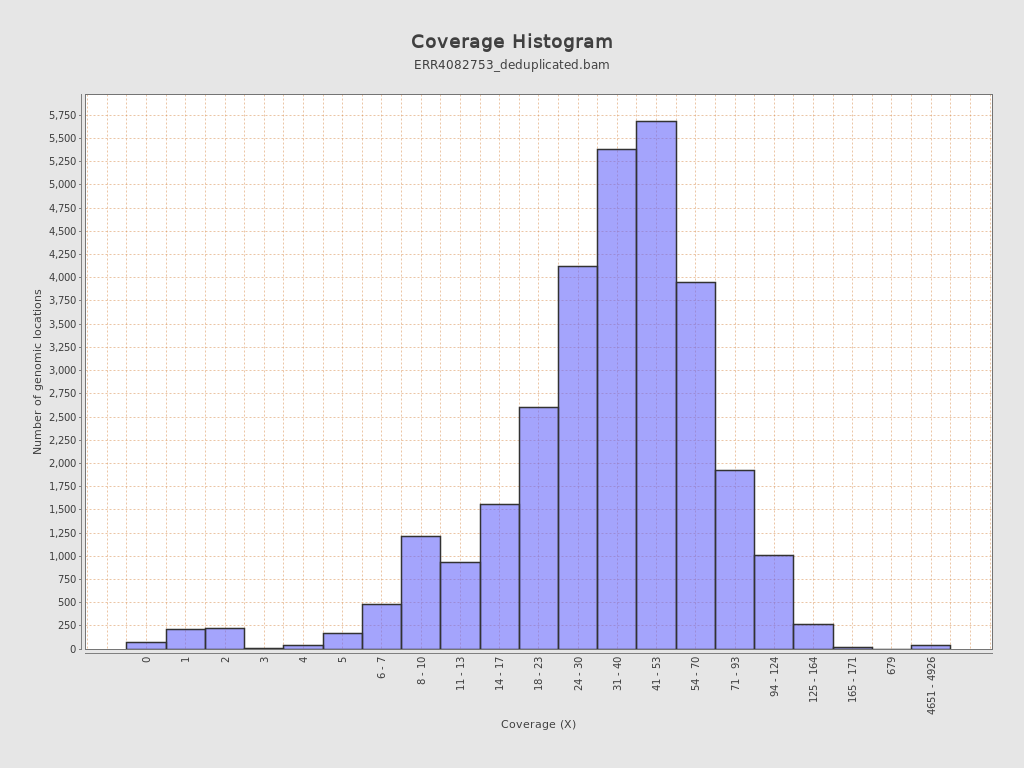 Coverage Histogram
ERR4082753_deduplicated.bam
Number of genomic locations
5,750
5,500
5,250
5,000
4,750
4,500
4,250
4,000
3,750
3,500
3,250
3,000
2,750
2,500
2,250
2,000
1,750
1,500
1,250
1,000
750
500
250
0
0
1
2
3
4
5
6 - 7
8 - 10
11 - 13
14 - 17
18 - 23
24 - 30
31 - 40
41 - 53
54 - 70
71 - 93
94 - 124
125 - 164
165 - 171
679
4651 - 4926
Coverage (X)